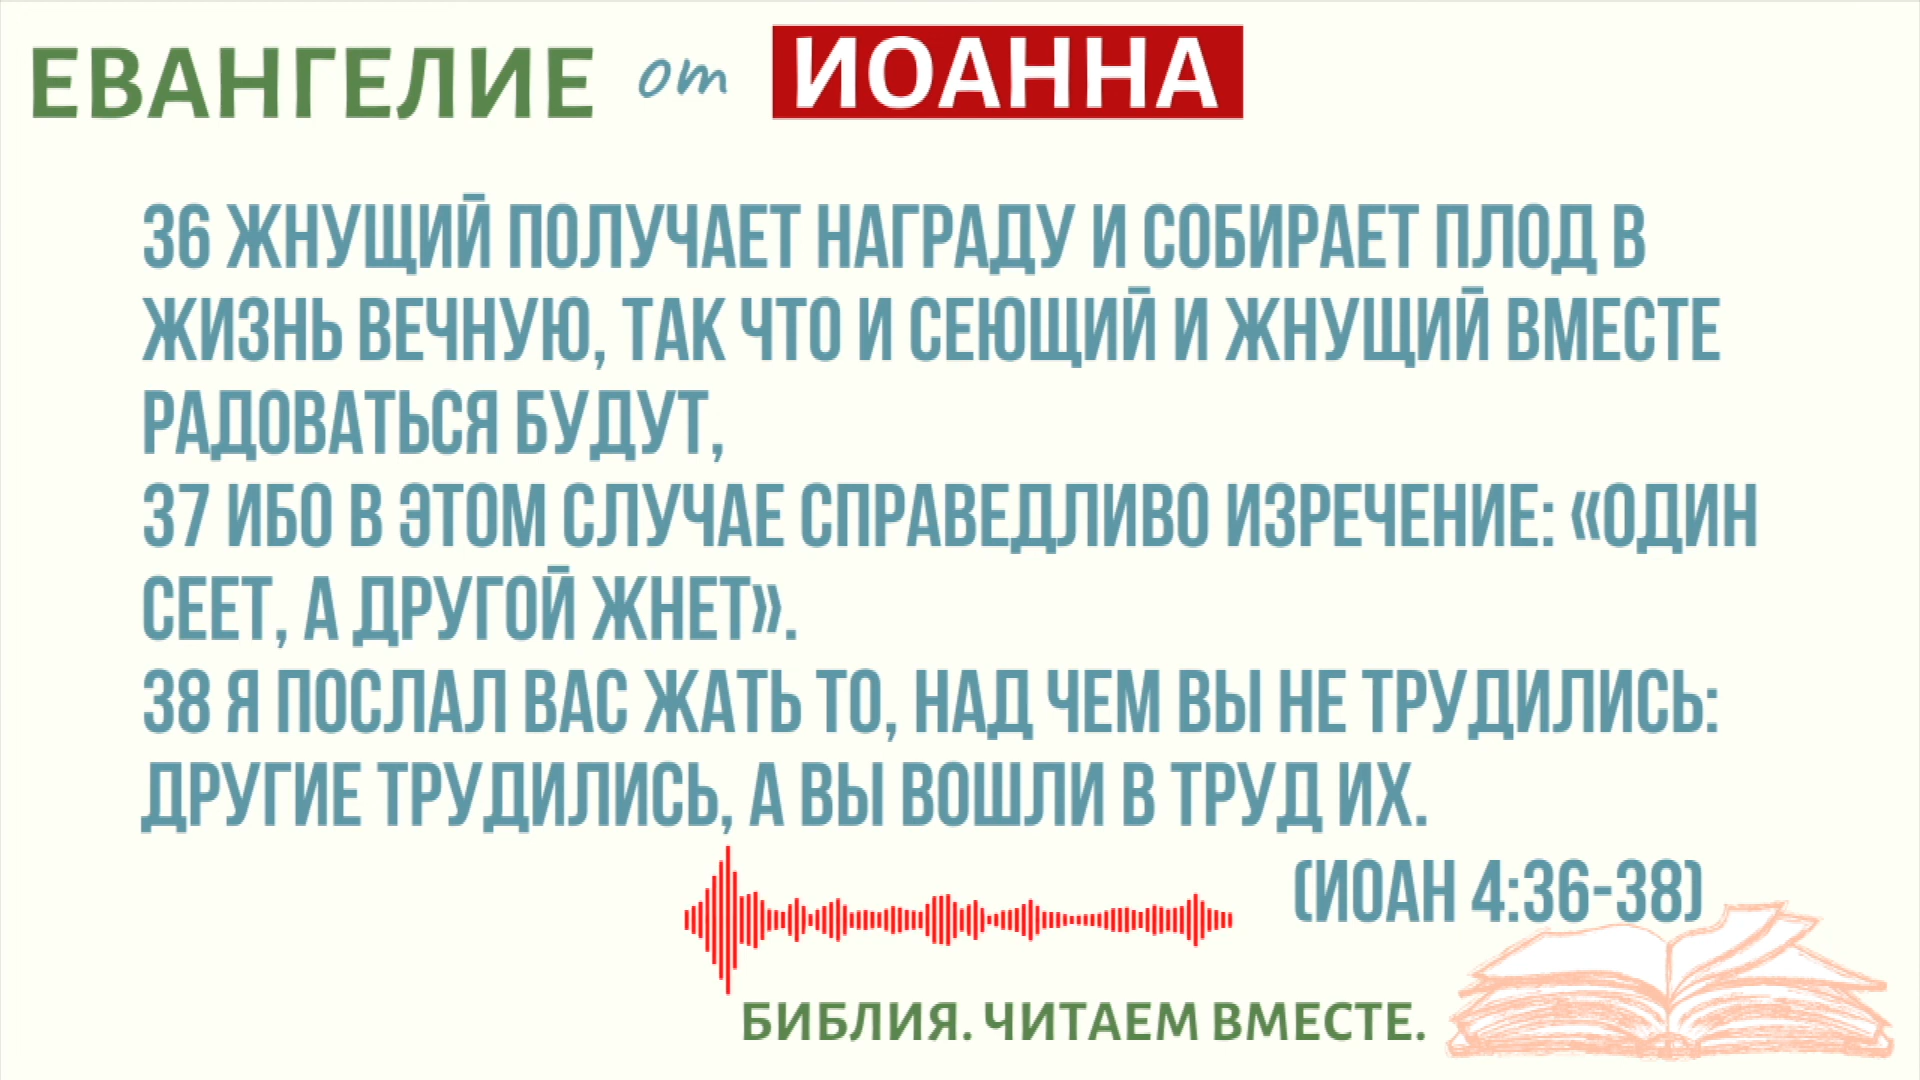 ЕВАНГЕЛИЕ от ИОАННА
36 ЖНУЩИЙ ПОЛУЧАЕТ НАГРАДУ И СОБИРАЕТ ПЛОД В
ЖИЗНЬ ВЕЧНУЮ, ТАК ЧТО И СЕЮЩИЙ И ЖНУЩИЙ ВМЕСТЕ
РАДОВАТЬСЯ БУДУТ,
37 ИБО В ЭТОМ СЛУЧАЕ СПРАВЕДЛИВО ИЗРЕЧЕНИЕ: «ОДИН
СЕЕТ, А ДРУГОЙ ЖНЕТ».
38 Я ПОСЛАЛ ВАС ЖАТЬ ТО, НАД ЧЕМ ВЫ НЕ ТРУДИЛИСЬ:
ДРУГИЕ ТРУДИЛИСЬ, А ВЫ ВОШЛИ В ТРУД ИХ.
(ИОАН 4:36-38)
БИБЛИЯ. ЧИТАЕМ ВМЕСТЕ.